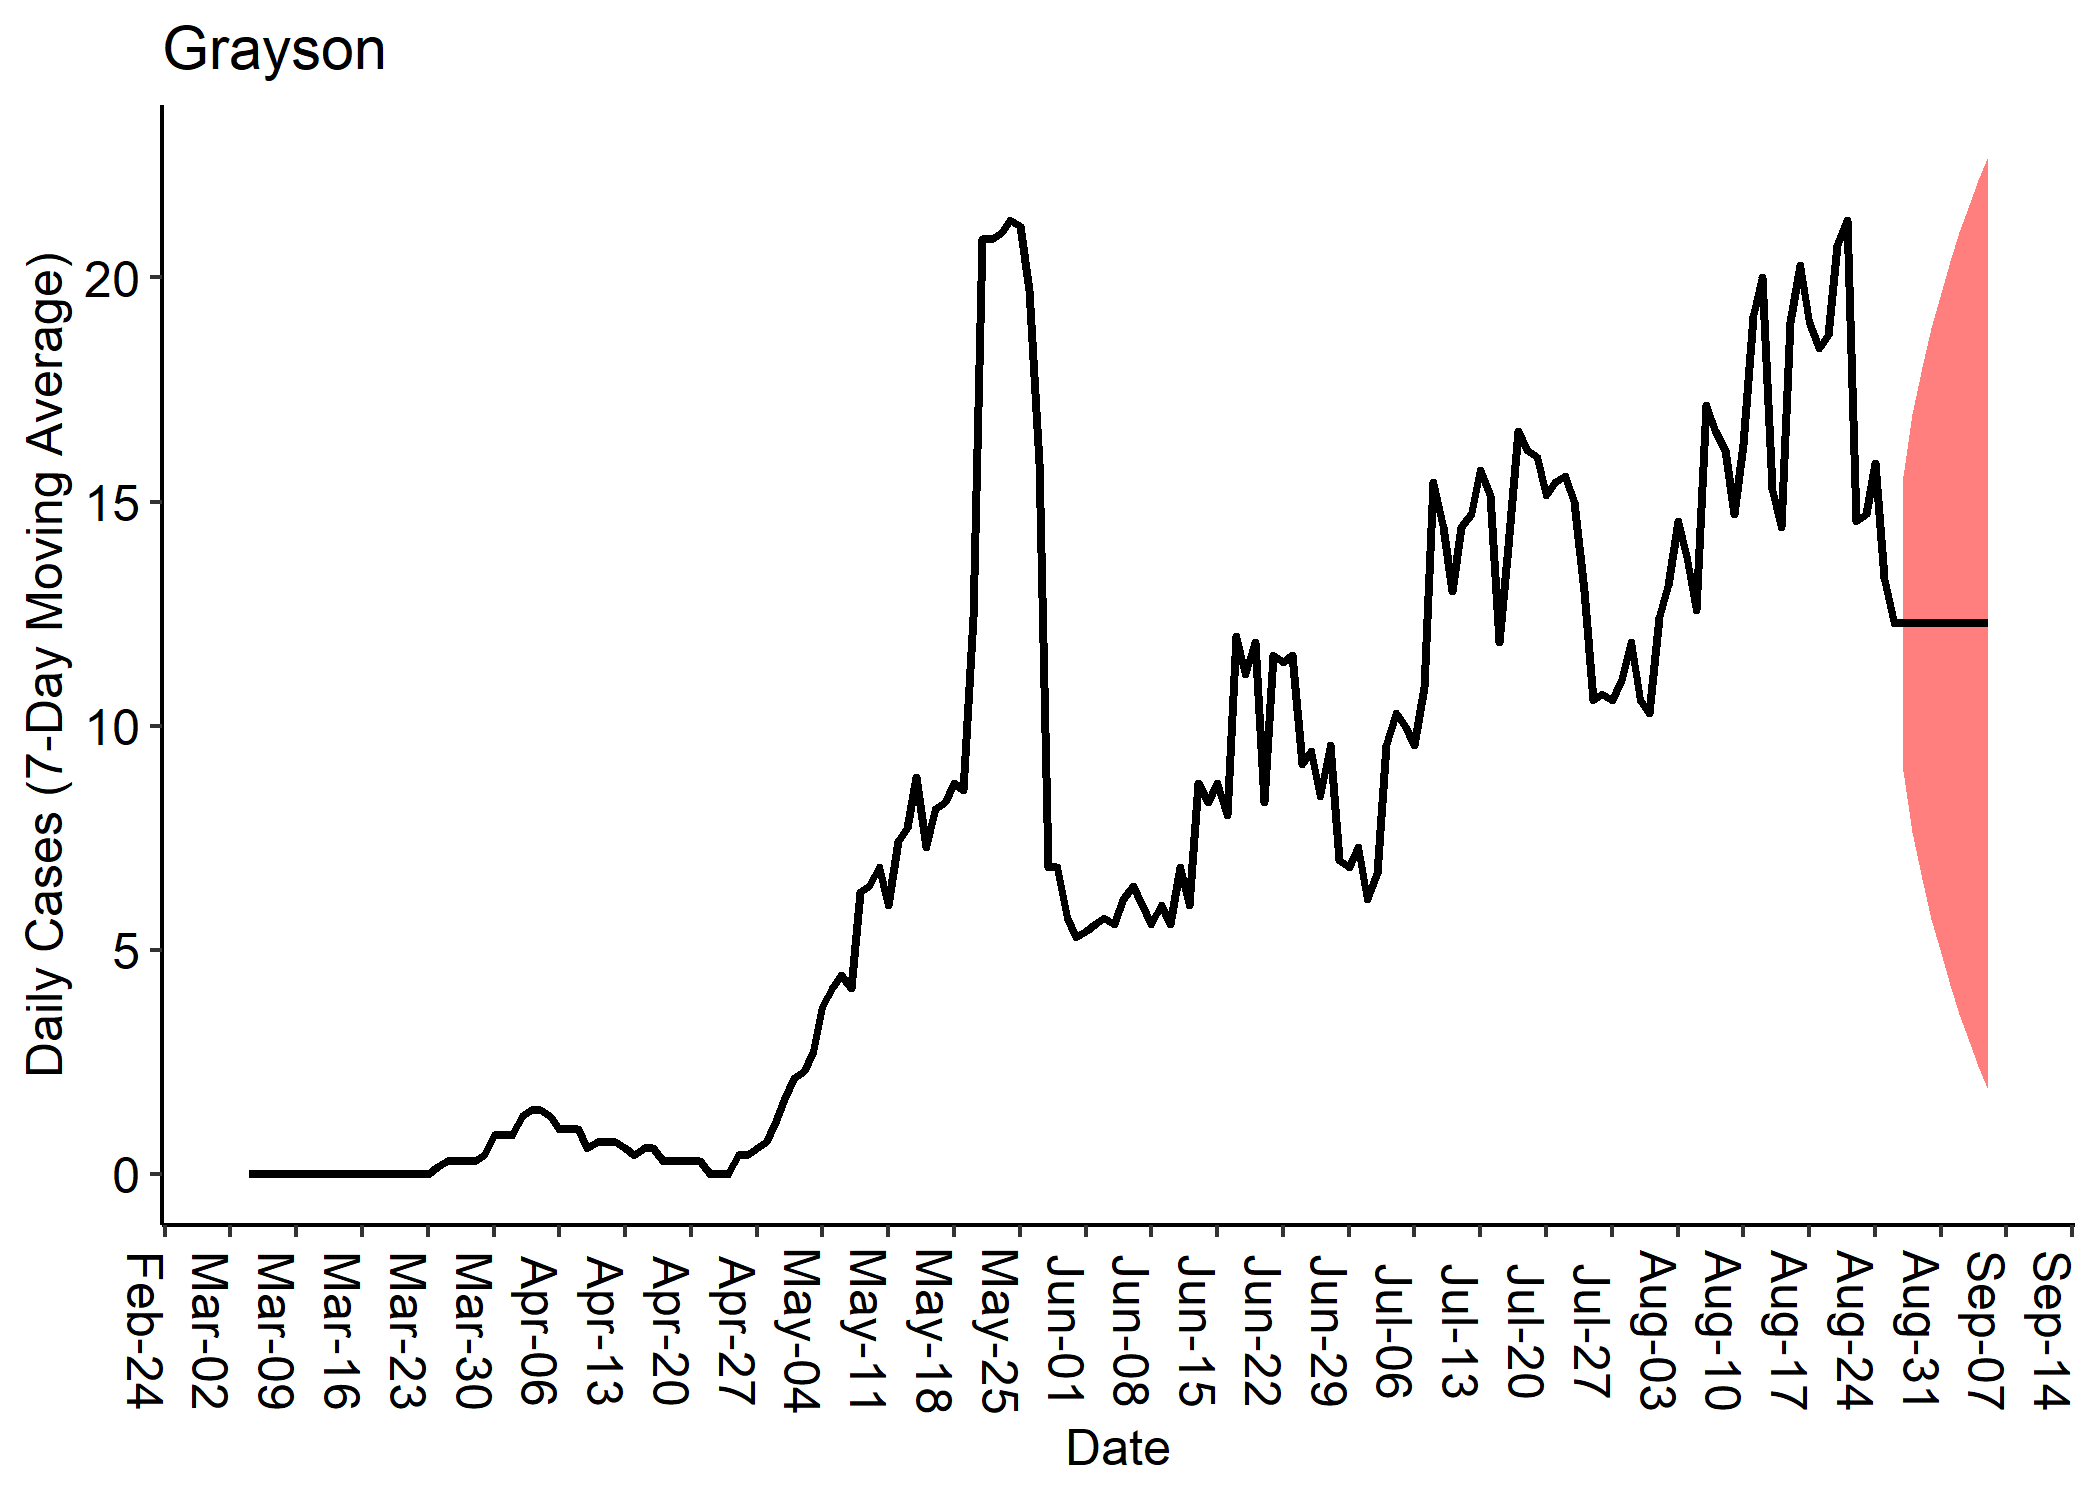 Grayson
Daily Cases (7-Day Moving Average)
20
15
10
5
0
Feb-24
Mar-02
Mar-09
Mar-16
Mar-23
Mar-30
Apr-06
Apr-13
Apr-20
Apr-27
May-04
May-11
May-18
May-25
Jun-01
Jun-08
Jun-15
Jun-22
Jun-29
Jul-06
Jul-13
Jul-20
Jul-27
Aug-03
Aug-10
Aug-17
Aug-24
Aug-31
Sep-07
Sep-14
Date